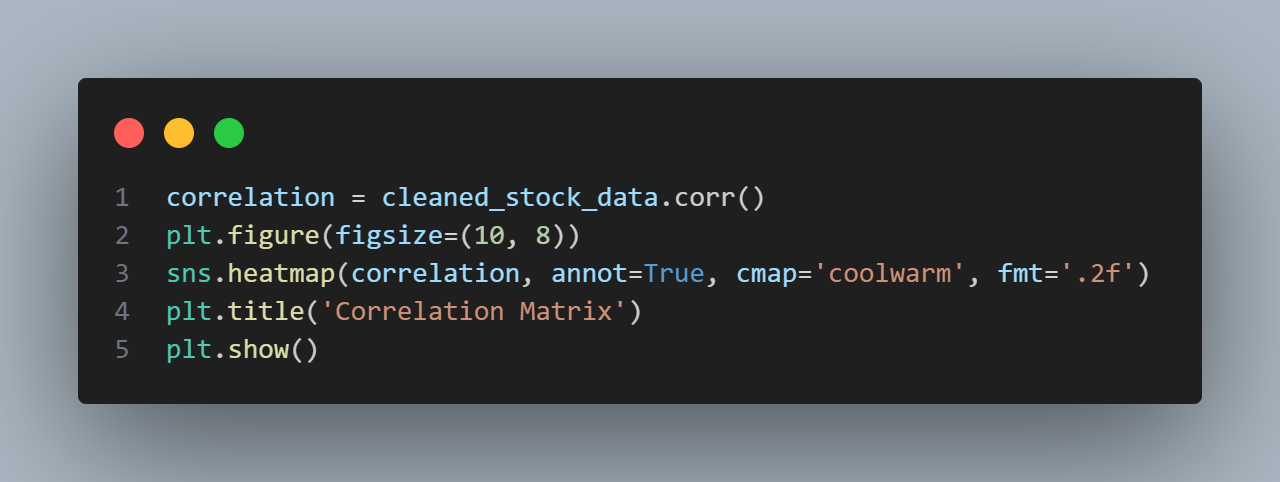 1 correlation = cleaned_stock_data.corr()
2 plt.figure(figsize=(10, 8))
3 sns.heatmap(correlation, annot=True, cmap='coolwarm', fmt='.2f')
4 plt.title('Correlation Matrix')
5 plt.show()